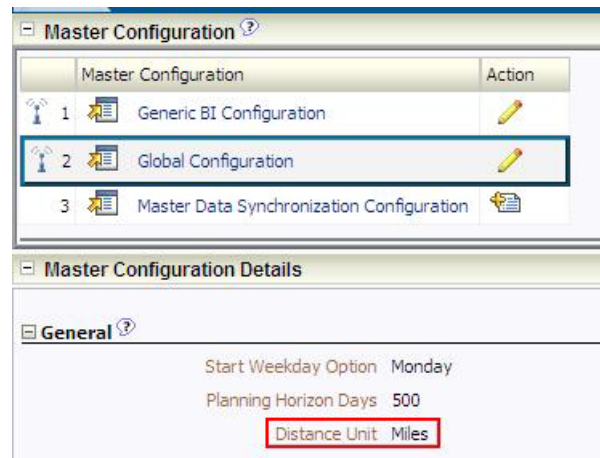 Master Configuration ?
Master Configuration Action
1 Generic BI Configuration
2 Global Configuration
3 Master Data Synchronization Configuration
Master Configuration Details
General ?
Start Weekday Option Monday
Planning Horizon Days 500
Distance Unit Miles